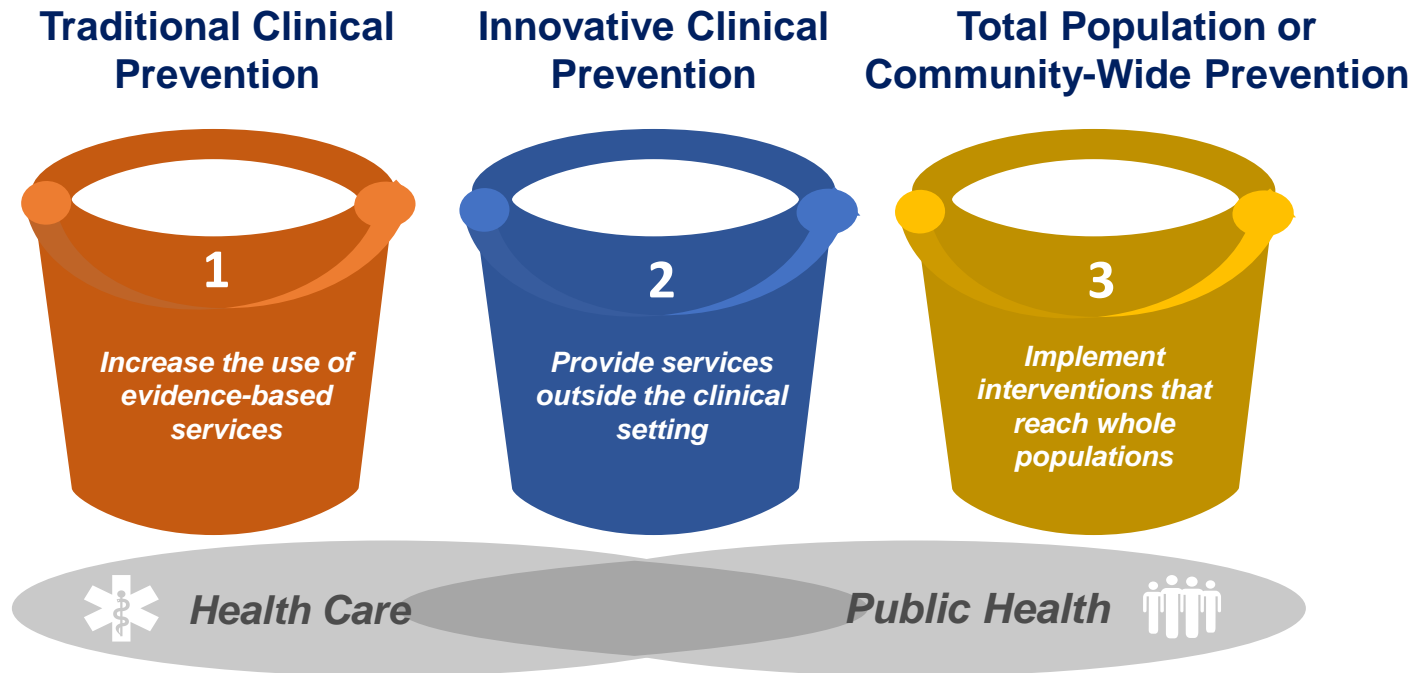 Traditional Clinical
Prevention
Innovative Clinical
Prevention
Total Population or
Community-Wide Prevention
1
Increase the use of
evidence-based
services
2
Provide services
outside the clinical
setting
3
Implement
interventions that
reach whole
populations
Health Care
Public Health